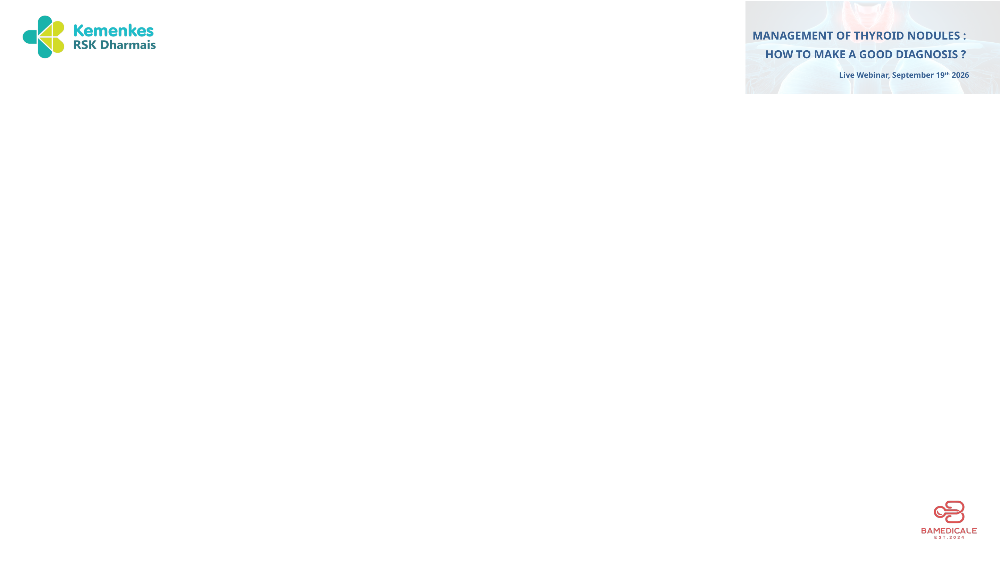 Kemenkes
RSK Dharmais
MANAGEMENT OF THYROID NODULES :
HOW TO MAKE A GOOD DIAGNOSIS ?
Live Webinar, September 19th 2026
BAMEDICALE
EST.2024